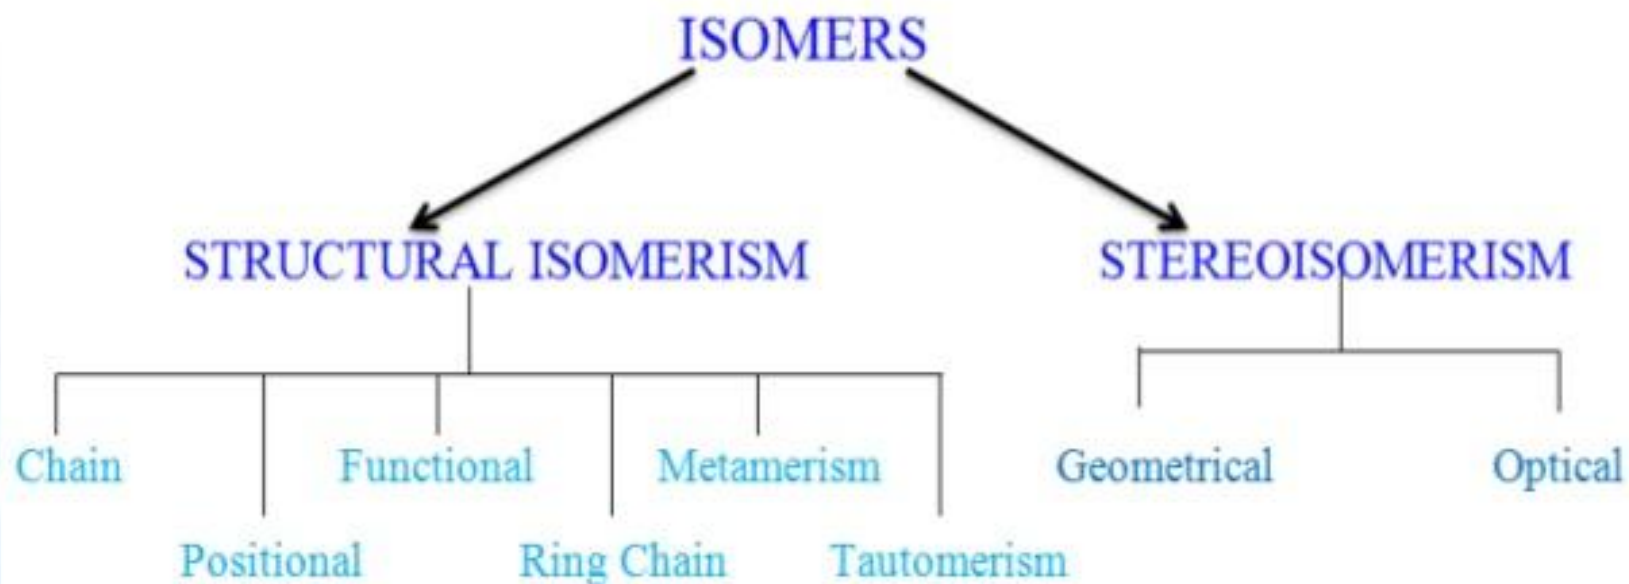 ISOMERS
STRUCTURAL ISOMERISM STEREOISOMERISM
Chain Functional Metamerism Geometrical Optical
Positional Ring Chain Tautomerism